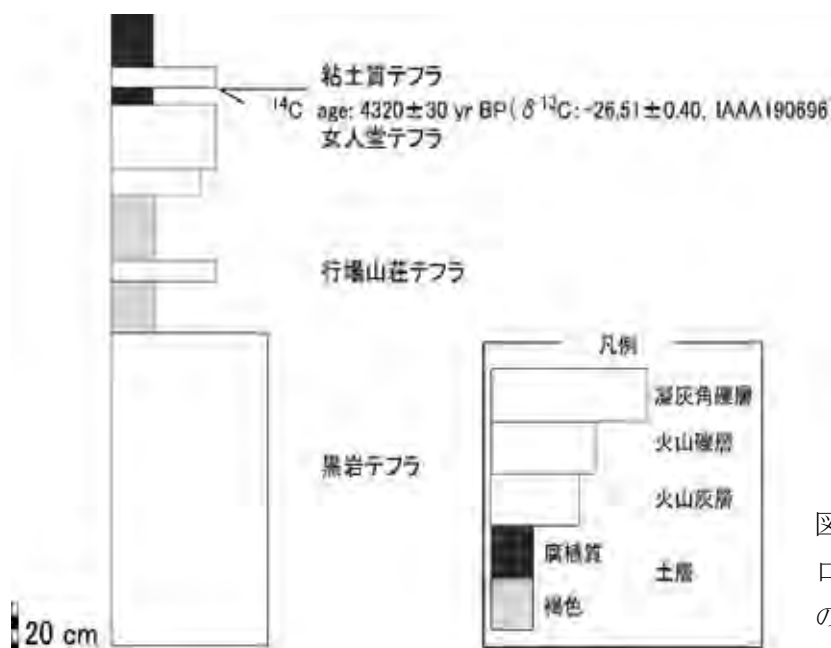 粘土質テフラ
¹⁴C age: 4320±30 yr BP( δ ¹³C: -26.51±0.40, IAAA190696
女人堂テフラ
行場山荘テフラ
黒岩テフラ
20 cm
凡例
凝灰角礫層
火山礫層
火山灰層
腐植質
土層
褐色
図
ロ
の